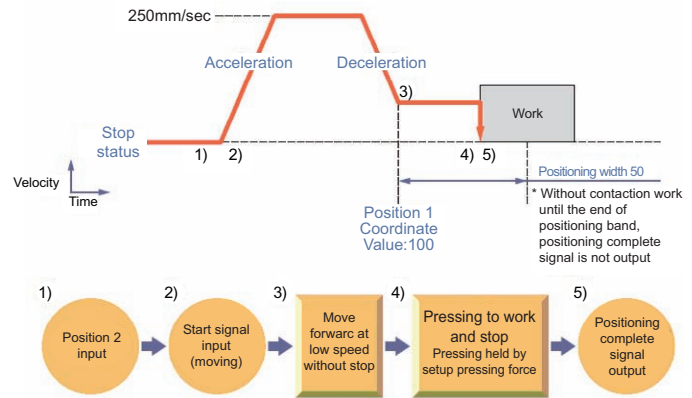 250mm/sec
Acceleration
Deceleration
3)
Work
Stop
status
1)
2)
4)
5)
Velocity
Time
Positioning width 50
Position 1
Coordinate
Value:100
* Without contaction work
until the end of
positioning band,
positioning complete
signal is not output
1)
Position 2
input
2)
Start signal
input
(moving)
3)
Move
forwarc at
low speed
without stop
4)
Pressing to work
and stop
Pressing held by
setup pressing force
5)
Positioning
complete
signal
output